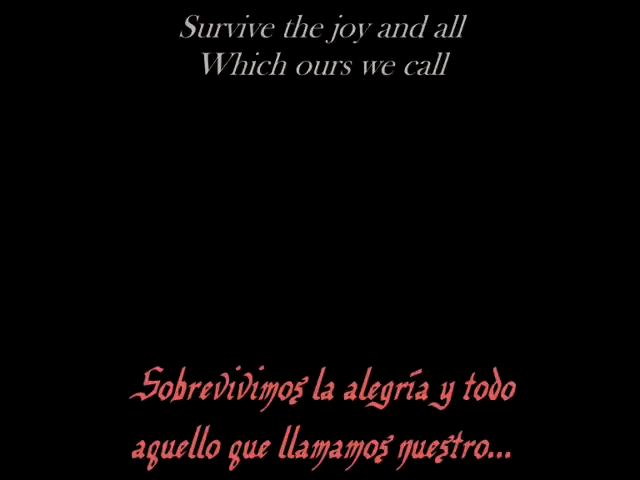 Survive the joy and all
Which ours we call
Sobrevivimos la alegría y todo
aquello que llamamos nuestro...